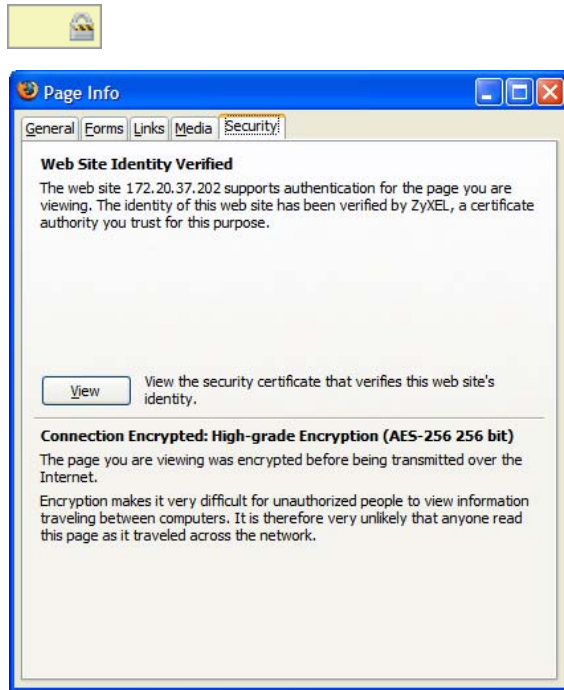 Page Info
General Forms Links Media Security
Web Site Identity Verified
The web site 172.20.37.202 supports authentication for the page you are
viewing. The identity of this web site has been verified by ZyXEL, a certificate
authority you trust for this purpose.
View
View the security certificate that verifies this web site's
identity.
Connection Encrypted: High-grade Encryption (AES-256 256 bit)
The page you are viewing was encrypted before being transmitted over the
Internet.
Encryption makes it very difficult for unauthorized people to view information
traveling between computers. It is therefore very unlikely that anyone read
this page as it traveled across the network.